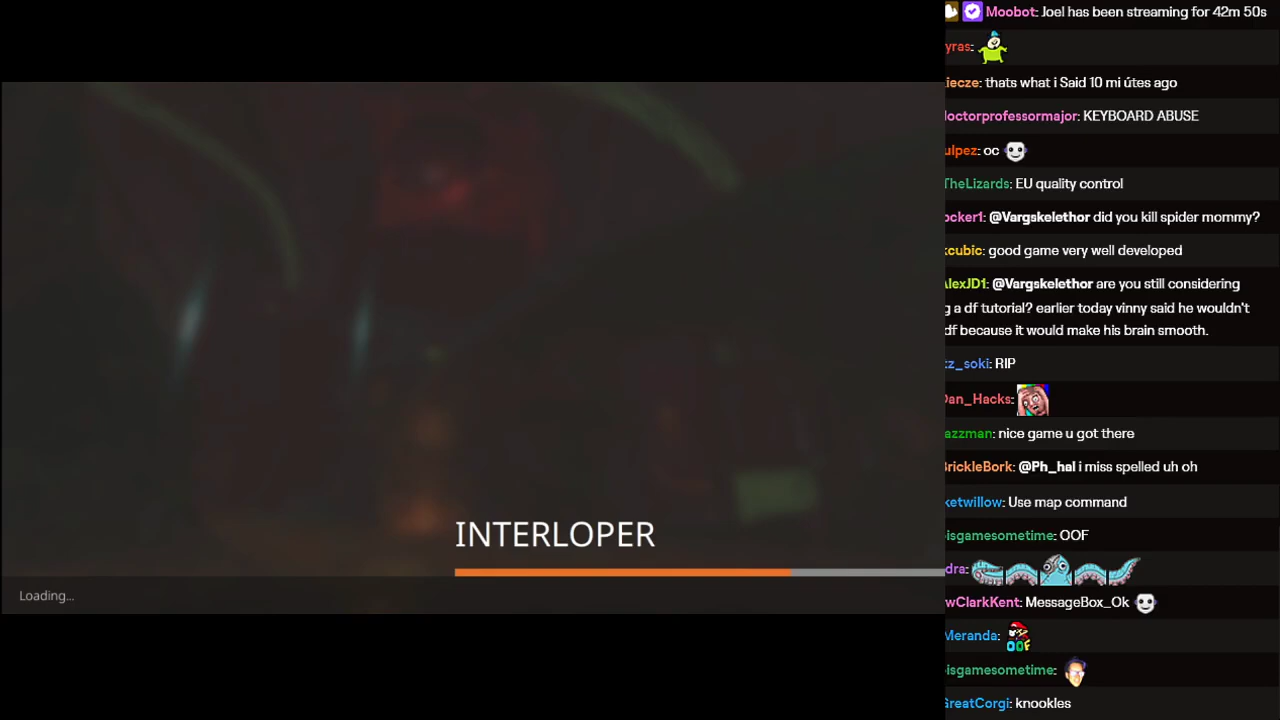 INTERLOPER
Loading...
Moobot: Joel has been streaming for 42m 50s
yras:
iecze: thats what i Said 10 mi útes ago
loctorprofessormajor: KEYBOARD ABUSE
ulpez: oc
TheLizards: EU quality control
ocker1: @Vargskelethor did you kill spider mommy?
kcubic: good game very well developed
AlexJD1: @Vargskelethor are you still considering
g a df tutorial? earlier today vinny said he wouldn't
df because it would make his brain smooth.
tz_soki: RIP
Dan_Hacks:
azzman: nice game u got there
BrickleBork: @Ph_hal i miss spelled uh oh
ketwillow: Use map command
isgamesometime: OOF
dra:
wClarkKent: MessageBox_Ok
Meranda: OOF
isgamesometime:
GreatCorgi: knookles